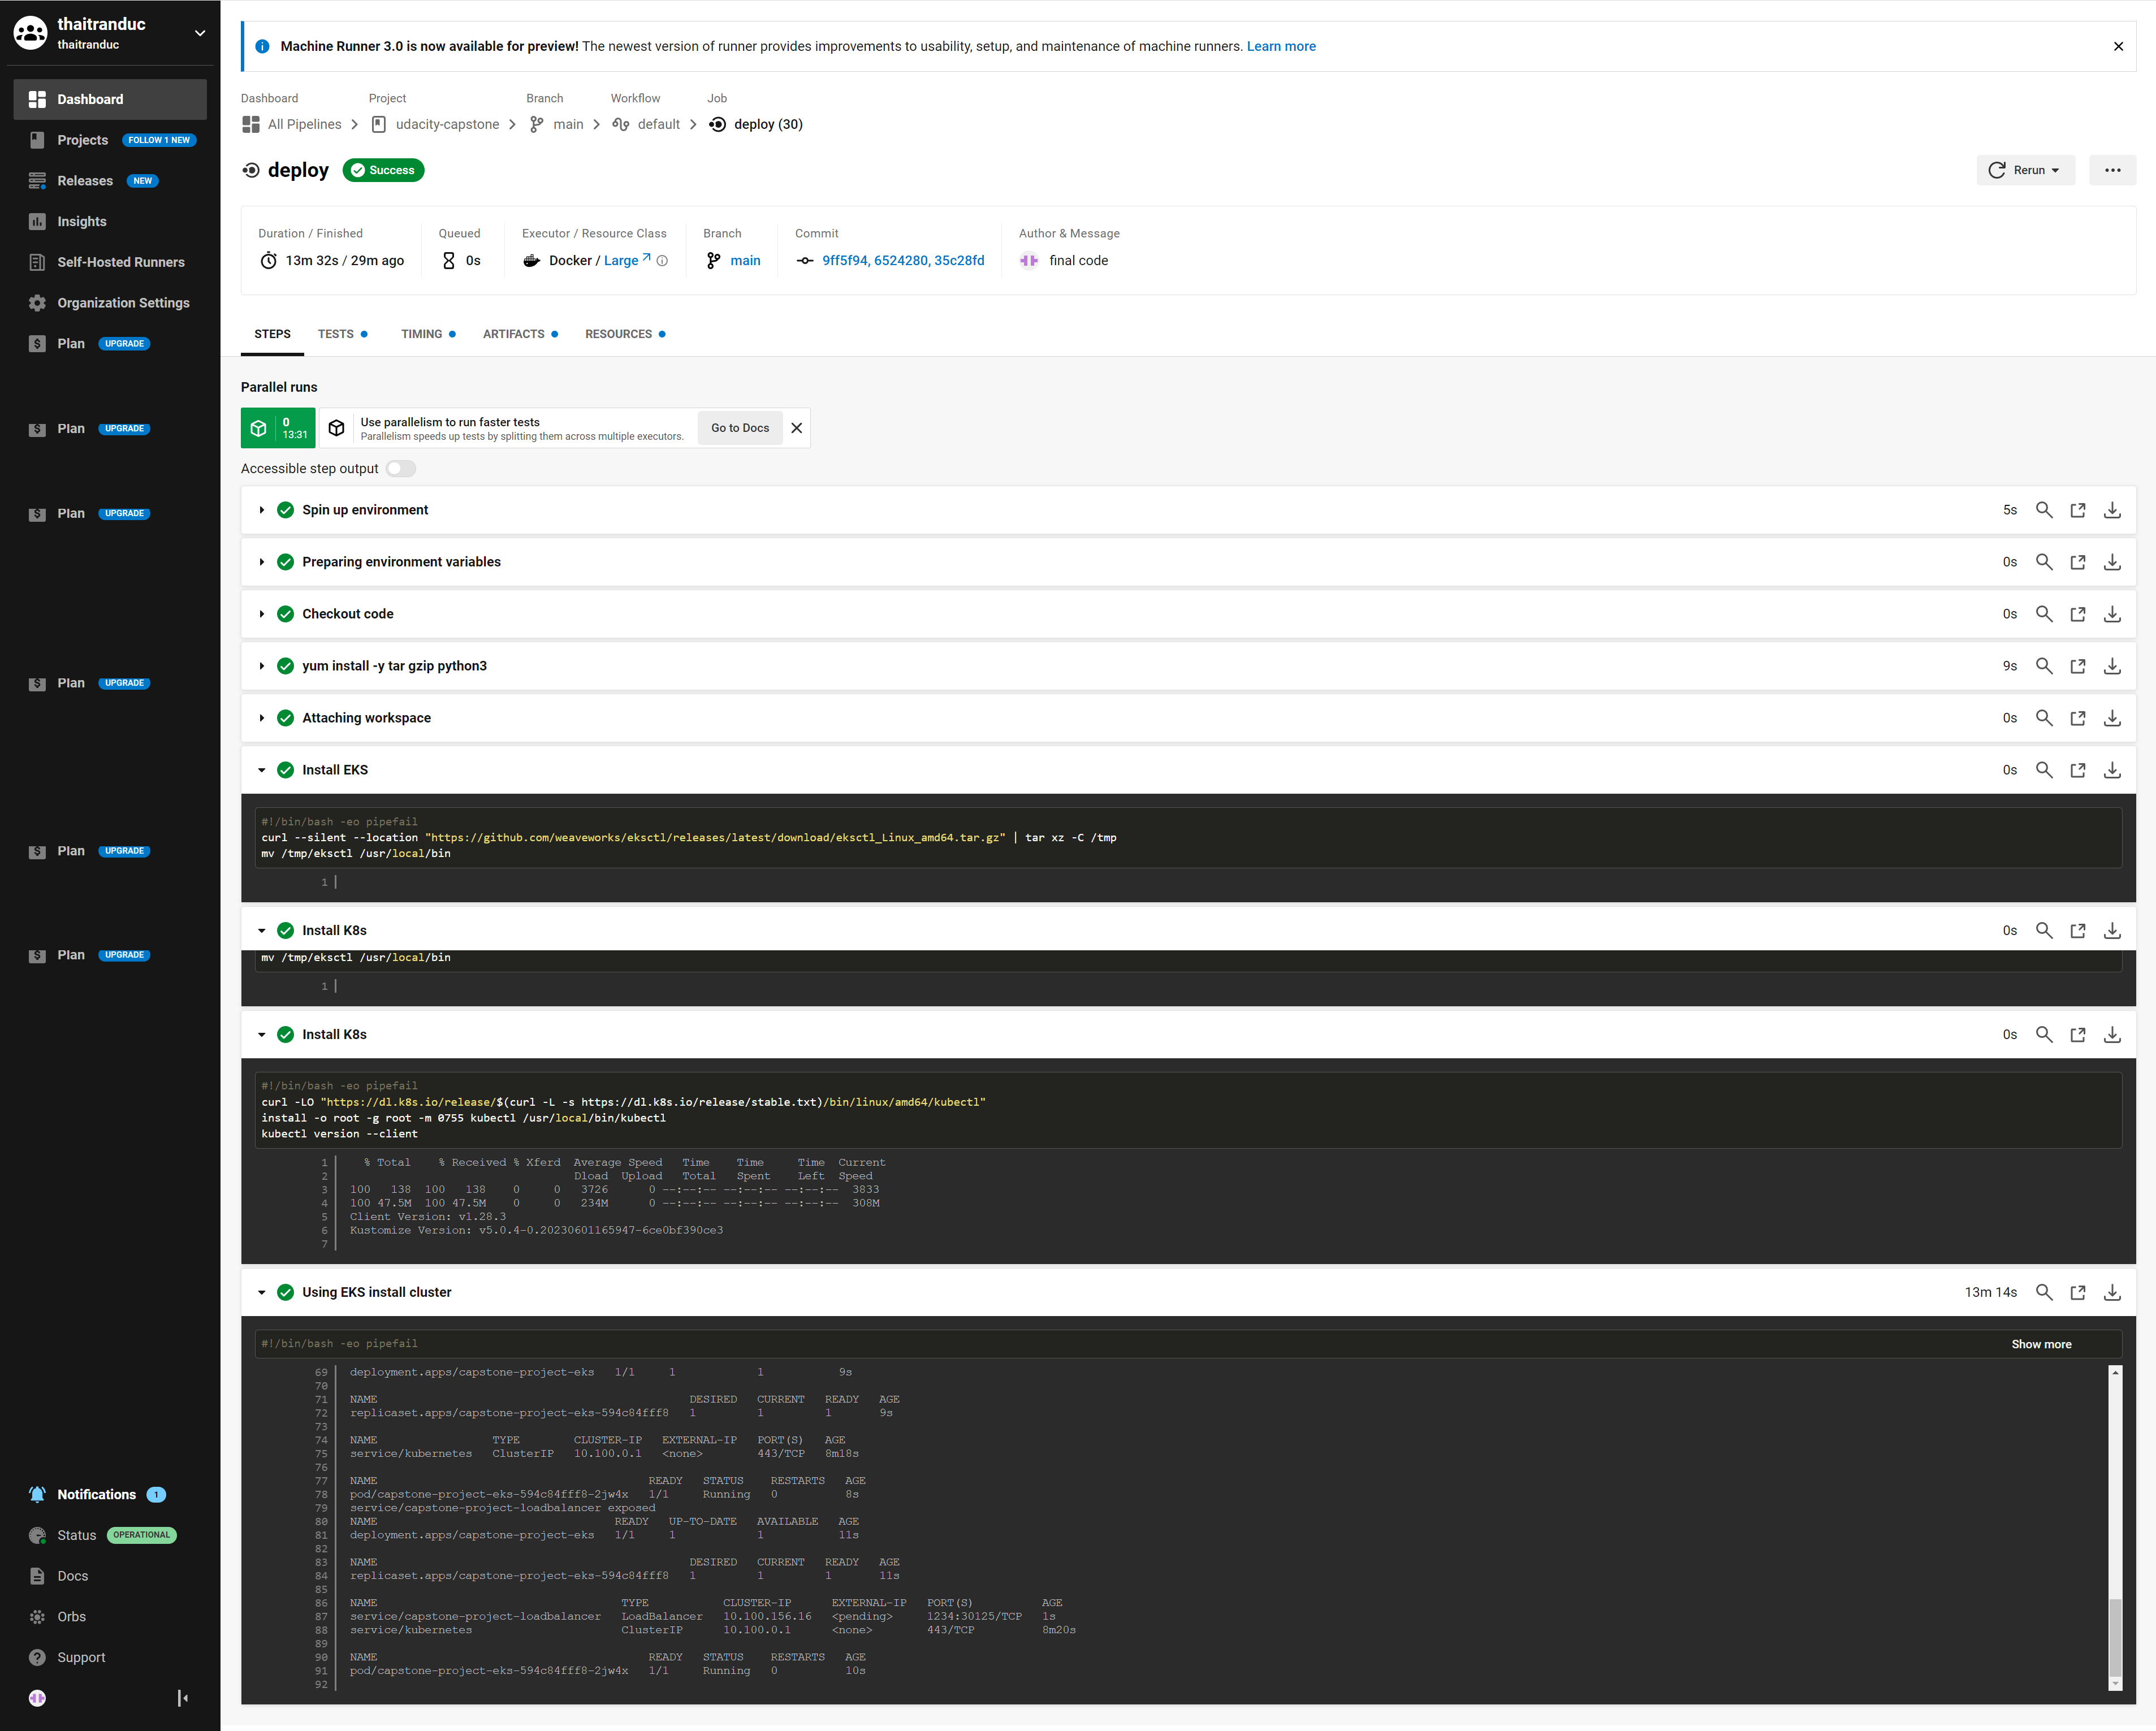 thaitranduc
thaitranduc
Dashboard
Projects FOLLOW 1 NEW
Releases NEW
Insights
Self-Hosted Runners
Organization Settings
Plan UPGRADE
Plan UPGRADE
Plan UPGRADE
Plan UPGRADE
Plan UPGRADE
Plan UPGRADE
Notifications 1
Status OPERATIONAL
Docs
Orbs
Support
Machine Runner 3.0 is now available for preview! The newest version of runner provides improvements to usability, setup, and maintenance of machine runners. Learn more
Dashboard Project Branch Workflow Job
All Pipelines udacity-capstone main default deploy (30)
deploy Success
Rerun
Duration / Finished Queued Executor / Resource Class Branch Commit Author & Message
13m 32s / 29m ago 0s Docker / Large main 9ff5f94, 6524280, 35c28fd final code
STEPS TESTS TIMING ARTIFACTS RESOURCES
Parallel runs
0
13:31
Use parallelism to run faster tests
Parallelism speeds up tests by splitting them across multiple executors.
Go to Docs
Accessible step output
Spin up environment 5s
Preparing environment variables 0s
Checkout code 0s
yum install -y tar gzip python3 9s
Attaching workspace 0s
Install EKS 0s
#!/bin/bash -eo pipefail
curl --silent --location "https://github.com/weaveworks/eksctl/releases/latest/download/eksctl_Linux_amd64.tar.gz" | tar xz -C /tmp
mv /tmp/eksctl /usr/local/bin
1
Install K8s 0s
mv /tmp/eksctl /usr/local/bin
1
Install K8s 0s
#!/bin/bash -eo pipefail
curl -LO "https://dl.k8s.io/release/$(curl -L -s https://dl.k8s.io/release/stable.txt)/bin/linux/amd64/kubectl"
install -o root -g root -m 0755 kubectl /usr/local/bin/kubectl
kubectl version --client
1 % Total % Received % Xferd Average Speed Time Time Time Current
2 Dload Upload Total Spent Left Speed
3 100 138 100 138 0 0 3726 0 --:--:-- --:--:-- --:--:-- 3833
4 100 47.5M 100 47.5M 0 0 234M 0 --:--:-- --:--:-- --:--:-- 308M
5 Client Version: v1.28.3
6 Kustomize Version: v5.0.4-0.20230601165947-6ce0bf390ce3
7
Using EKS install cluster 13m 14s
#!/bin/bash -eo pipefail Show more
69 deployment.apps/capstone-project-eks 1/1 1 1 9s
70
71 NAME DESIRED CURRENT READY AGE
72 replicaset.apps/capstone-project-eks-594c84fff8 1 1 1 9s
73
74 NAME TYPE CLUSTER-IP EXTERNAL-IP PORT(S) AGE
75 service/kubernetes ClusterIP 10.100.0.1 <none> 443/TCP 8m18s
76
77 NAME READY STATUS RESTARTS AGE
78 pod/capstone-project-eks-594c84fff8-2jw4x 1/1 Running 0 8s
79 service/capstone-project-loadbalancer exposed
80 NAME READY UP-TO-DATE AVAILABLE AGE
81 deployment.apps/capstone-project-eks 1/1 1 1 11s
82
83 NAME DESIRED CURRENT READY AGE
84 replicaset.apps/capstone-project-eks-594c84fff8 1 1 1 11s
85
86 NAME TYPE CLUSTER-IP EXTERNAL-IP PORT(S) AGE
87 service/capstone-project-loadbalancer LoadBalancer 10.100.156.16 <pending> 1234:30125/TCP 1s
88 service/kubernetes ClusterIP 10.100.0.1 <none> 443/TCP 8m20s
89
90 NAME READY STATUS RESTARTS AGE
91 pod/capstone-project-eks-594c84fff8-2jw4x 1/1 Running 0 10s
92